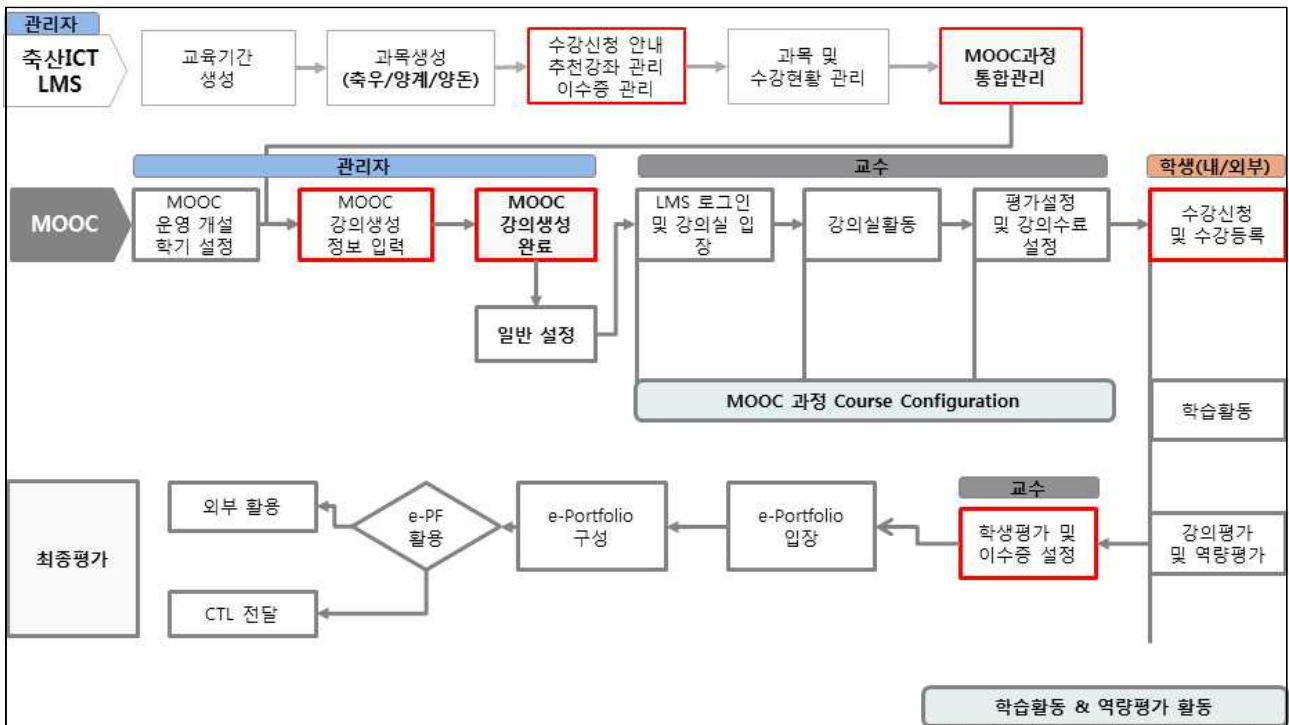 관리자
축산ICT
LMS
교육기간
생성
과목생성
(축우/양계/양돈)
수강신청 안내
추천강좌 관리
이수증 관리
과목 및
수강현황 관리
MOOC과정
통합관리
관리자
교수
학생(내/외부)
MOOC
MOOC
운영 개설
학기 설정
MOOC
강의생성
정보 입력
MOOC
강의생성
완료
LMS 로그인
및 강의실 입
장
강의실활동
평가설정
및 강의수료
설정
수강신청
및 수강등록
일반 설정
MOOC 과정 Course Configuration
학습활동
최종평가
외부 활용
CTL 전달
e-PF
활용
e-Portfolio
구성
e-Portfolio
입장
교수
학생평가 및
이수증 설정
강의평가
및 역량평가
학습활동 & 역량평가 활동